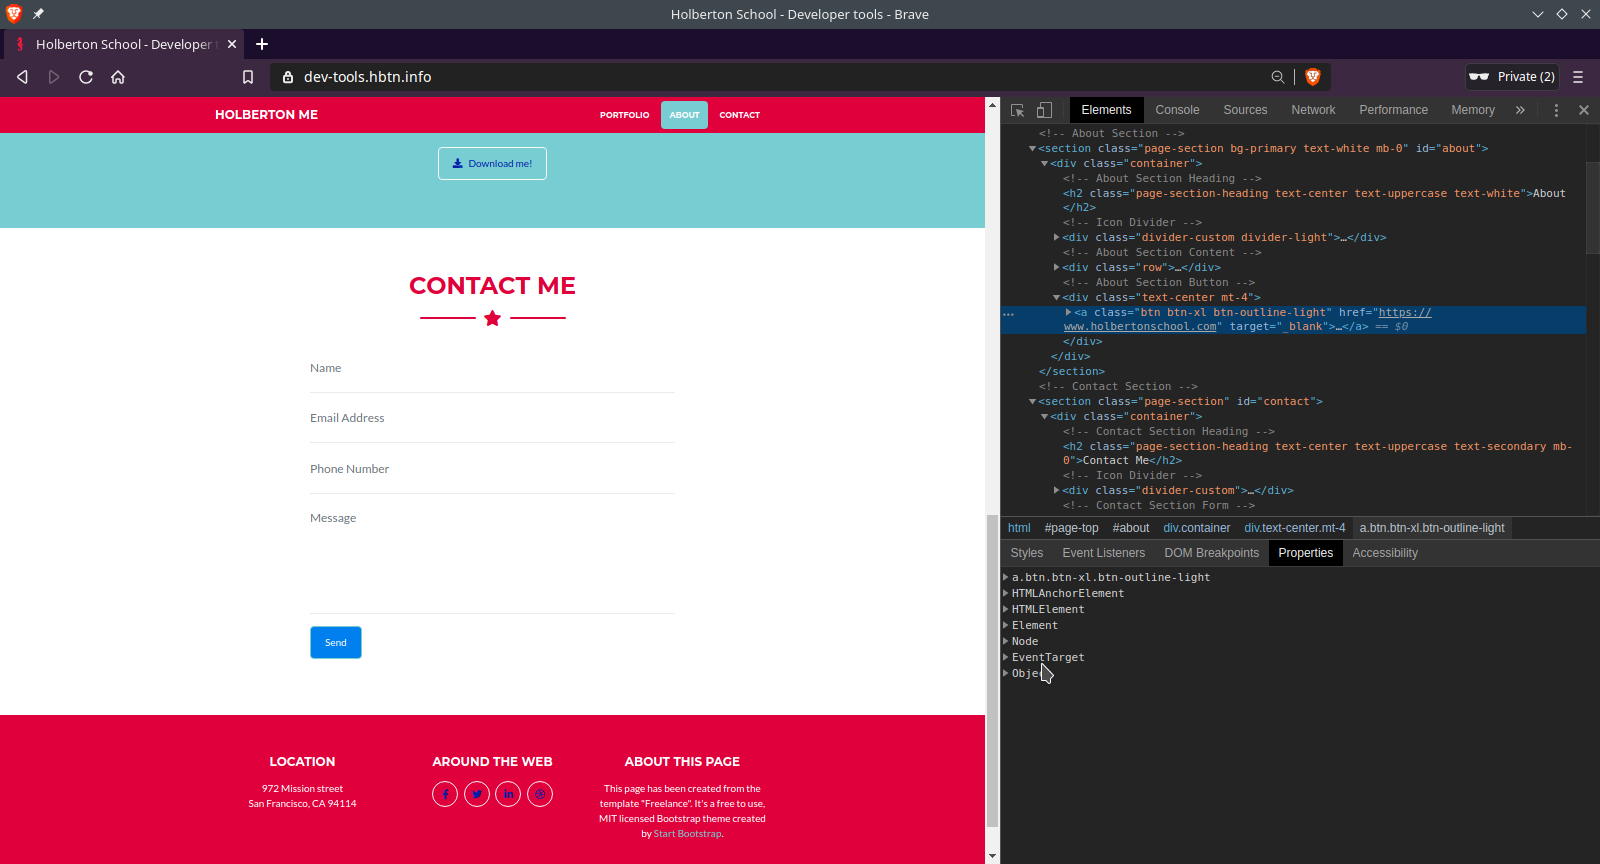 Holberton School - Developer tools - Brave
Holberton School - Developer
dev-tools.hbtn.info
Private (2)
HOLBERTON ME
PORTFOLIO
ABOUT
CONTACT
Download me!
CONTACT ME
Name
Email Address
Phone Number
Message
Send
LOCATION
972 Mission street
San Francisco, CA 94114
AROUND THE WEB
ABOUT THIS PAGE
This page has been created from the
template "Freelance". It's a free to use,
MIT licensed Bootstrap theme created
by Start Bootstrap.
Elements Console Sources Network Performance Memory »
<!-- About Section -->
<section class="page-section bg-primary text-white mb-0" id="about">
<div class="container">
<!-- About Section Heading -->
<h2 class="page-section-heading text-center text-uppercase text-white">About
</h2>
<!-- Icon Divider -->
<div class="divider-custom divider-light">…</div>
<!-- About Section Content -->
<div class="row">…</div>
<!-- About Section Button -->
<div class="text-center mt-4">
<a class="btn btn-xl btn-outline-light" href="https://
www.holbertonschool.com" target="_blank">…</a> == $0
</div>
</div>
</section>
<!-- Contact Section -->
<section class="page-section" id="contact">
<div class="container">
<!-- Contact Section Heading -->
<h2 class="page-section-heading text-center text-uppercase text-secondary mb-
0">Contact Me</h2>
<!-- Icon Divider -->
<div class="divider-custom">…</div>
<!-- Contact Section Form -->
html #page-top #about div.container div.text-center.mt-4 a.btn.btn-xl.btn-outline-light
Styles Event Listeners DOM Breakpoints Properties Accessibility
a.btn.btn-xl.btn-outline-light
HTMLAnchorElement
HTMLElement
Element
Node
EventTarget